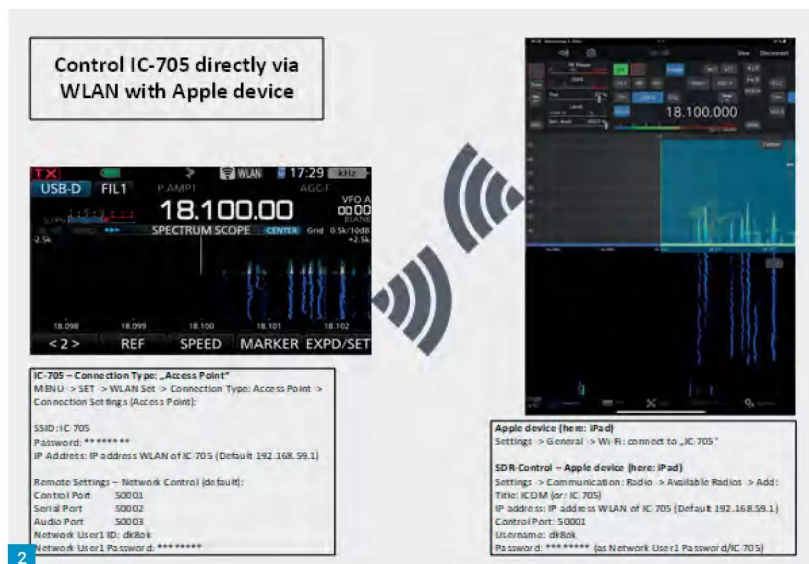 Control IC-705 directly via
WLAN with Apple device
TX WLAN 17:29 kHz
USB-D FIL1 P.AMP1 AGC-F
18.100.00 VFO A
BLANK
SPECTRUM SCOPE CENTER Grid 0.5k/10dB
-2.5k +2.5k
18.098 18.099 18.100 18.101 18.102
<2> REF SPEED MARKER EXPD/SET
IC-705 – Connection Type: „Access Point"
MENU -> SET -> WLAN Set -> Connection Type: Access Point ->
Connection Settings (Access Point):
SSID: IC-705
Password: ********
IP Address: IP address WLAN of IC-705 (Default 192.168.59.1)
Remote Settings – Network Control (default):
Control Port 50001
Serial Port 50002
Audio Port 50003
Network User1 ID: dk8ok
Network User1 Password: ********
2
View Disconnect
18.100.000
Apple device (here: iPad)
Settings -> General -> Wi-Fi: connect to „IC-705"
SDR-Control – Apple device (here: iPad)
Settings -> Communication: Radio -> Available Radios -> Add:
Title: ICOM (or: IC-705)
IP address: IP address WLAN of IC-705 (Default 192.168.59.1)
Control Port: 50001
Username: dk8ok
Password: ******** (as Network User1 Password/IC-705)